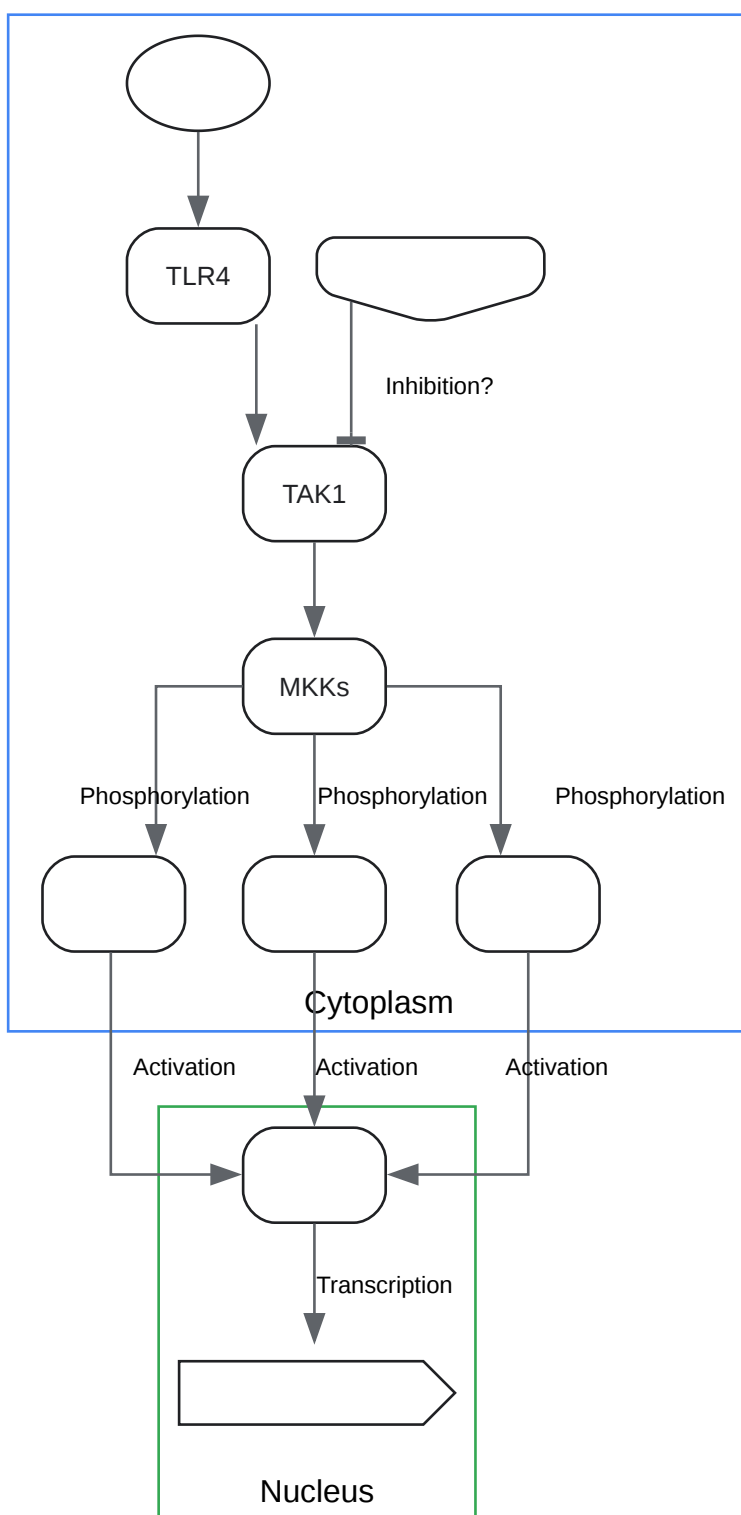 TLR4
Inhibition?
TAK1
MKKs
Phosphorylation
Phosphorylation
Phosphorylation
Cytoplasm
Activation
Activation
Activation
Transcription
Nucleus